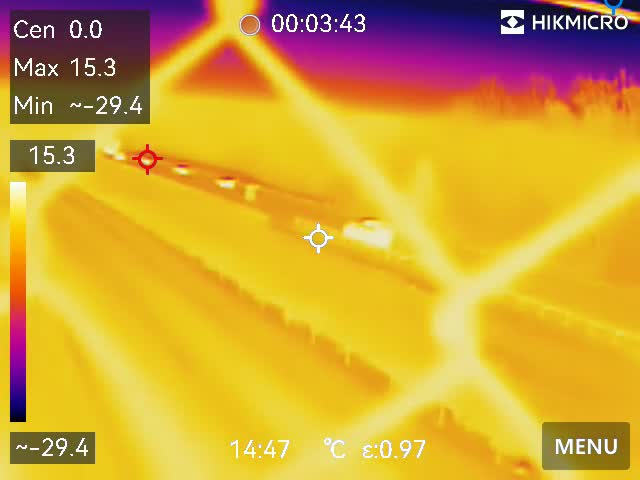 Cen 0.0
00:03:43
HIKMICRO
Max 15.3
Min ~-29.4
15.3
~-29.4
14:47 ℃ ε:0.97
MENU